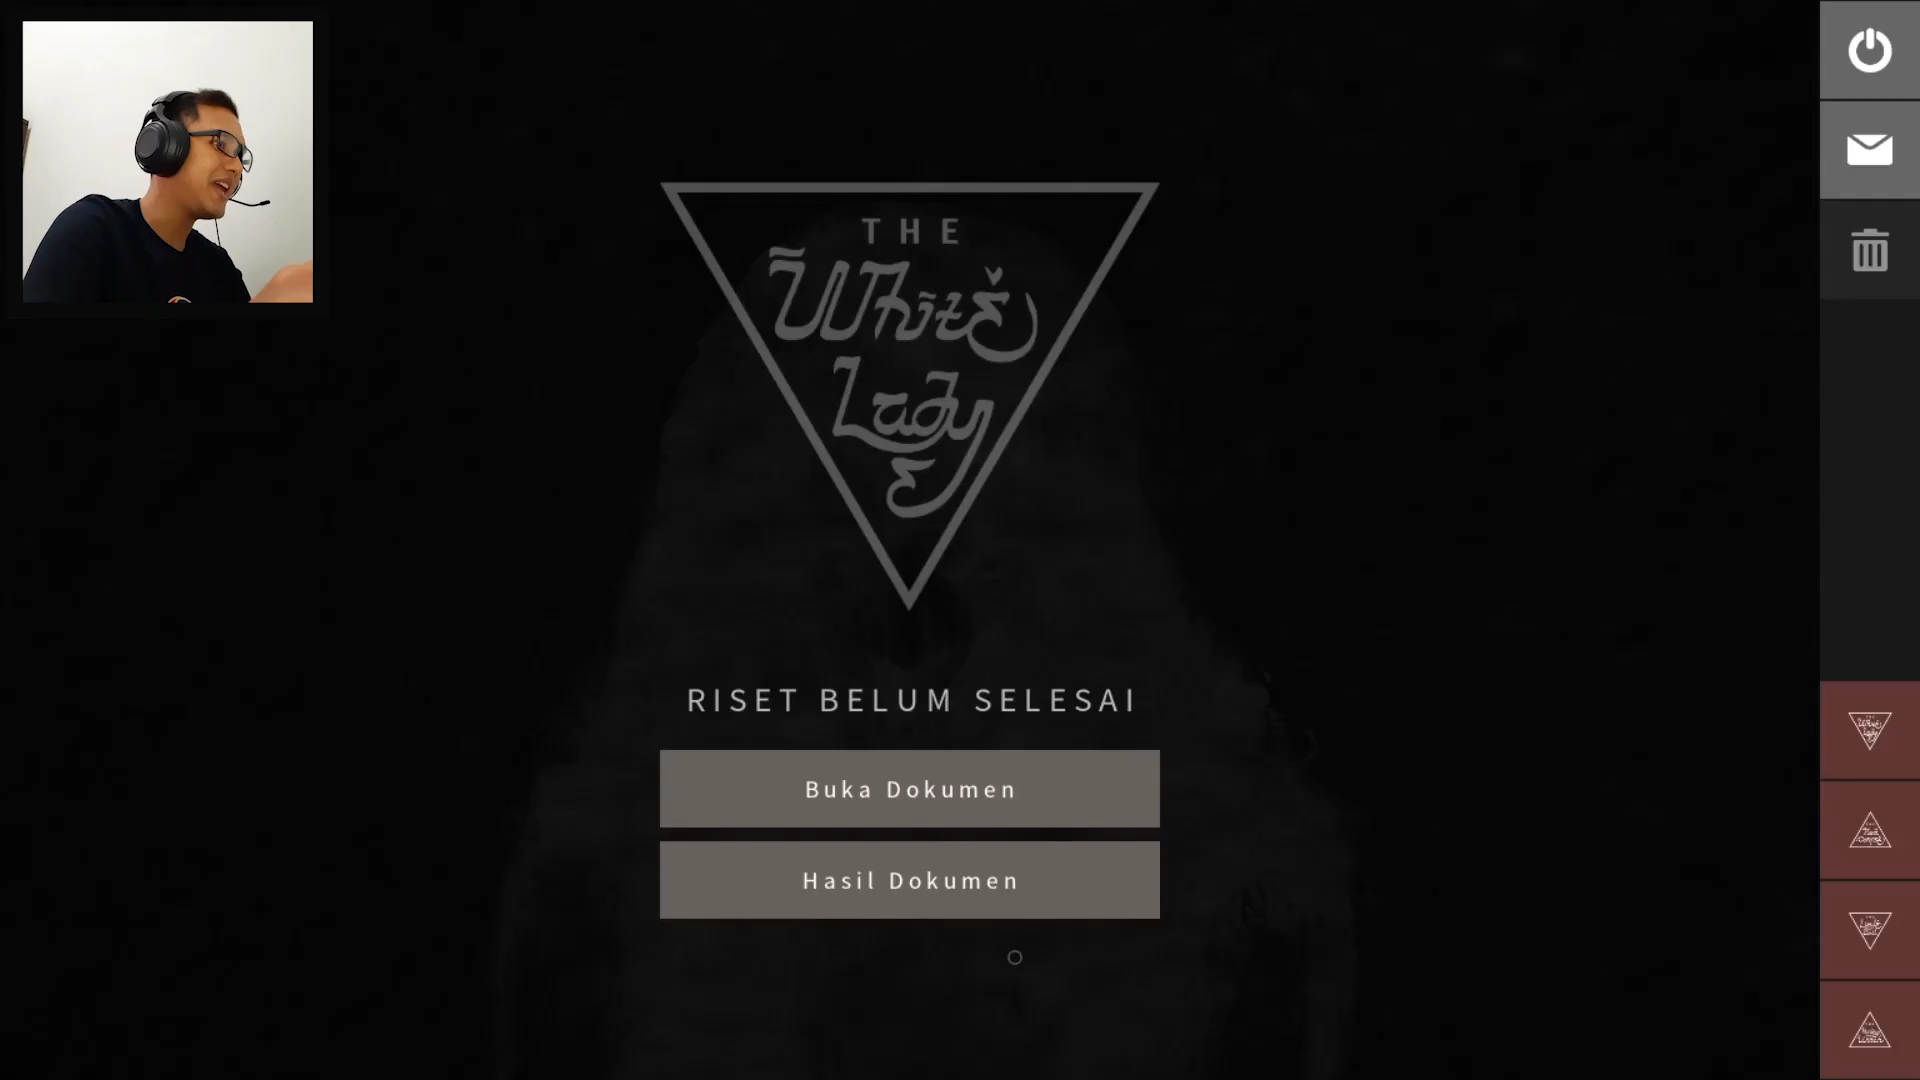 THE
White
Lady
RISET BELUM SELESAI
Buka Dokumen
Hasil Dokumen